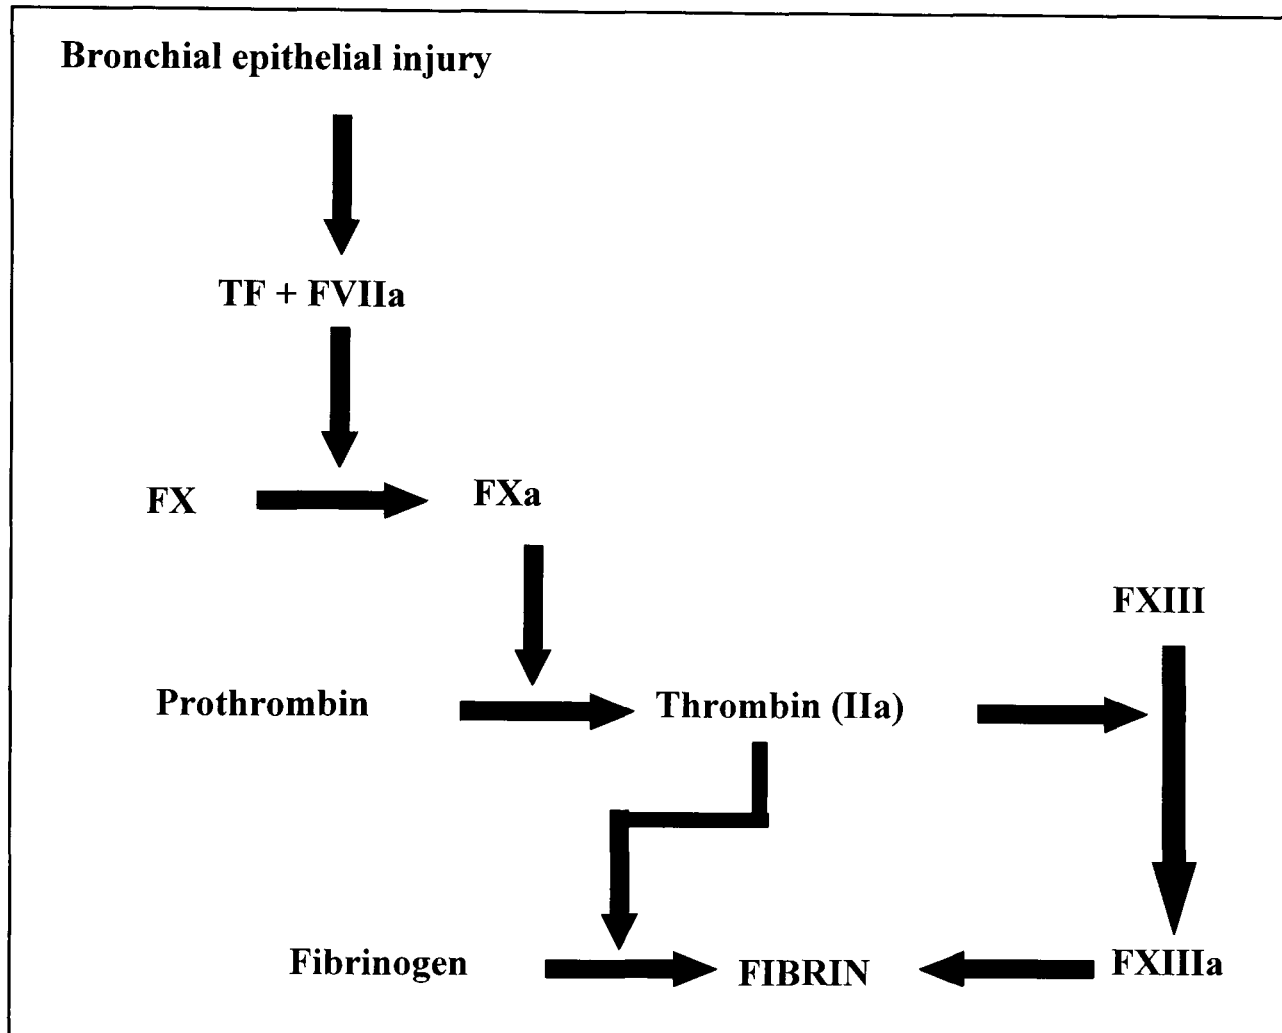 Bronchial epithelial injury
TF + FVIIa
FX
FXa
FXIII
Prothrombin
Thrombin (IIa)
Fibrinogen
FIBRIN
FXIIIa